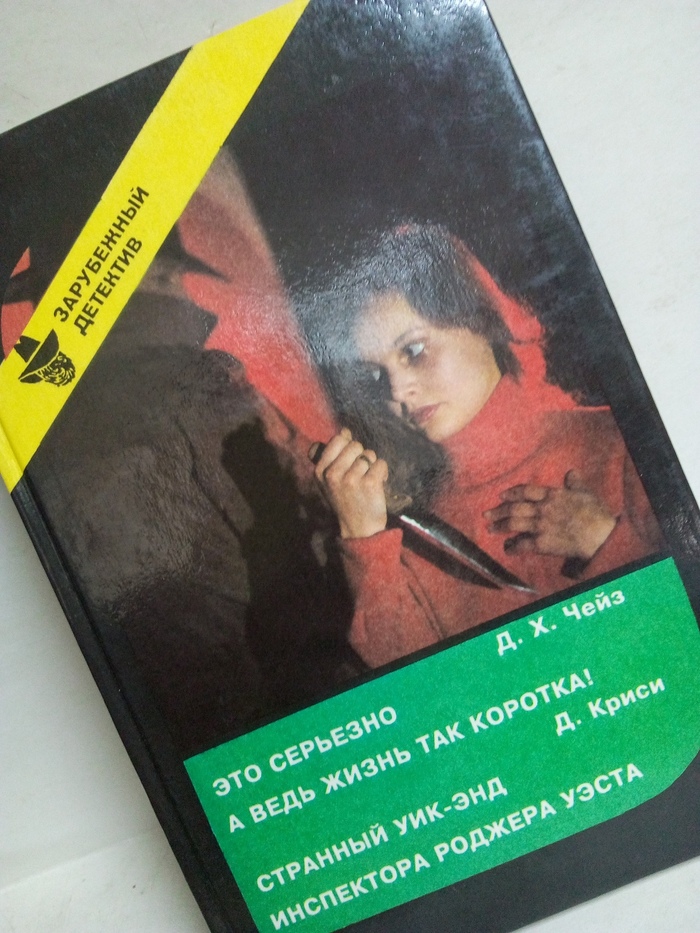 ЗАРУБЕЖНЫЙ
ДЕТЕКТИВ
Д. Х. Чейз
ЭТО СЕРЬЕЗНО
А ВЕДЬ ЖИЗНЬ ТАК КОРОТКА!
Д. Криси
СТРАННЫЙ УИК-ЭНД
ИНСПЕКТОРА РОДЖЕРА УЭСТА